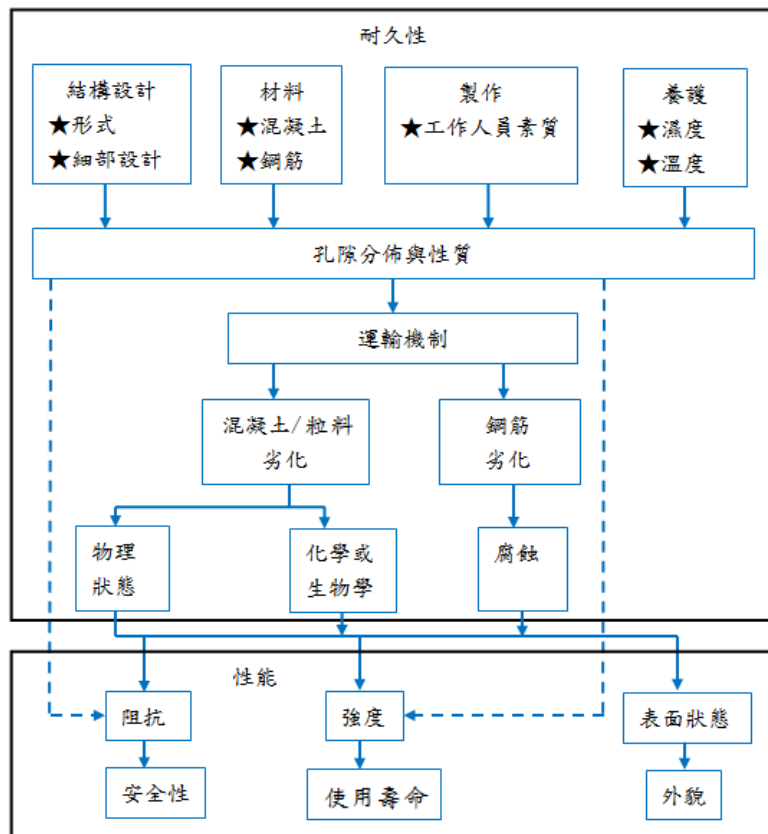 耐久性
結構設計
★形式
★細部設計
材料
★混凝土
★鋼筋
製作
★工作人員素質
養護
★濕度
★溫度
孔隙分佈與性質
運輸機制
混凝土/粒料
劣化
鋼筋
劣化
物理
狀態
化學或
生物學
腐蝕
性能
阻抗
強度
表面狀態
安全性
使用壽命
外貌